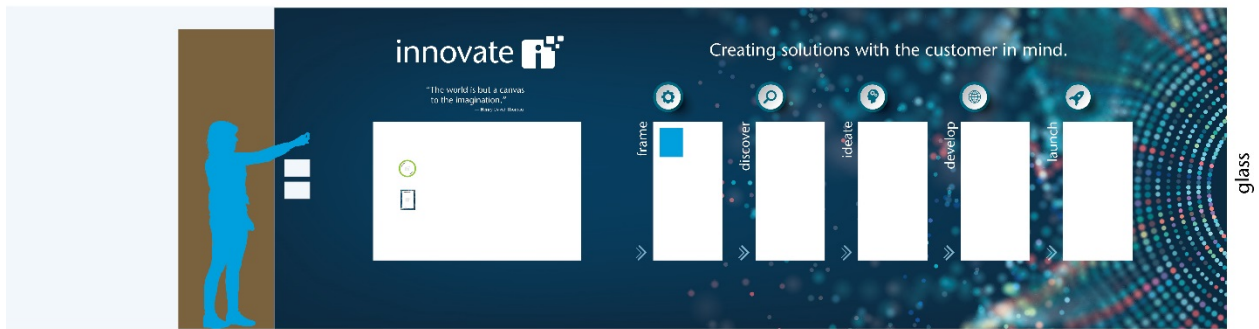 innovate
Creating solutions with the customer in mind.
"The world is but a canvas
to the imagination."
frame
discover
ideate
develop
launch
glass